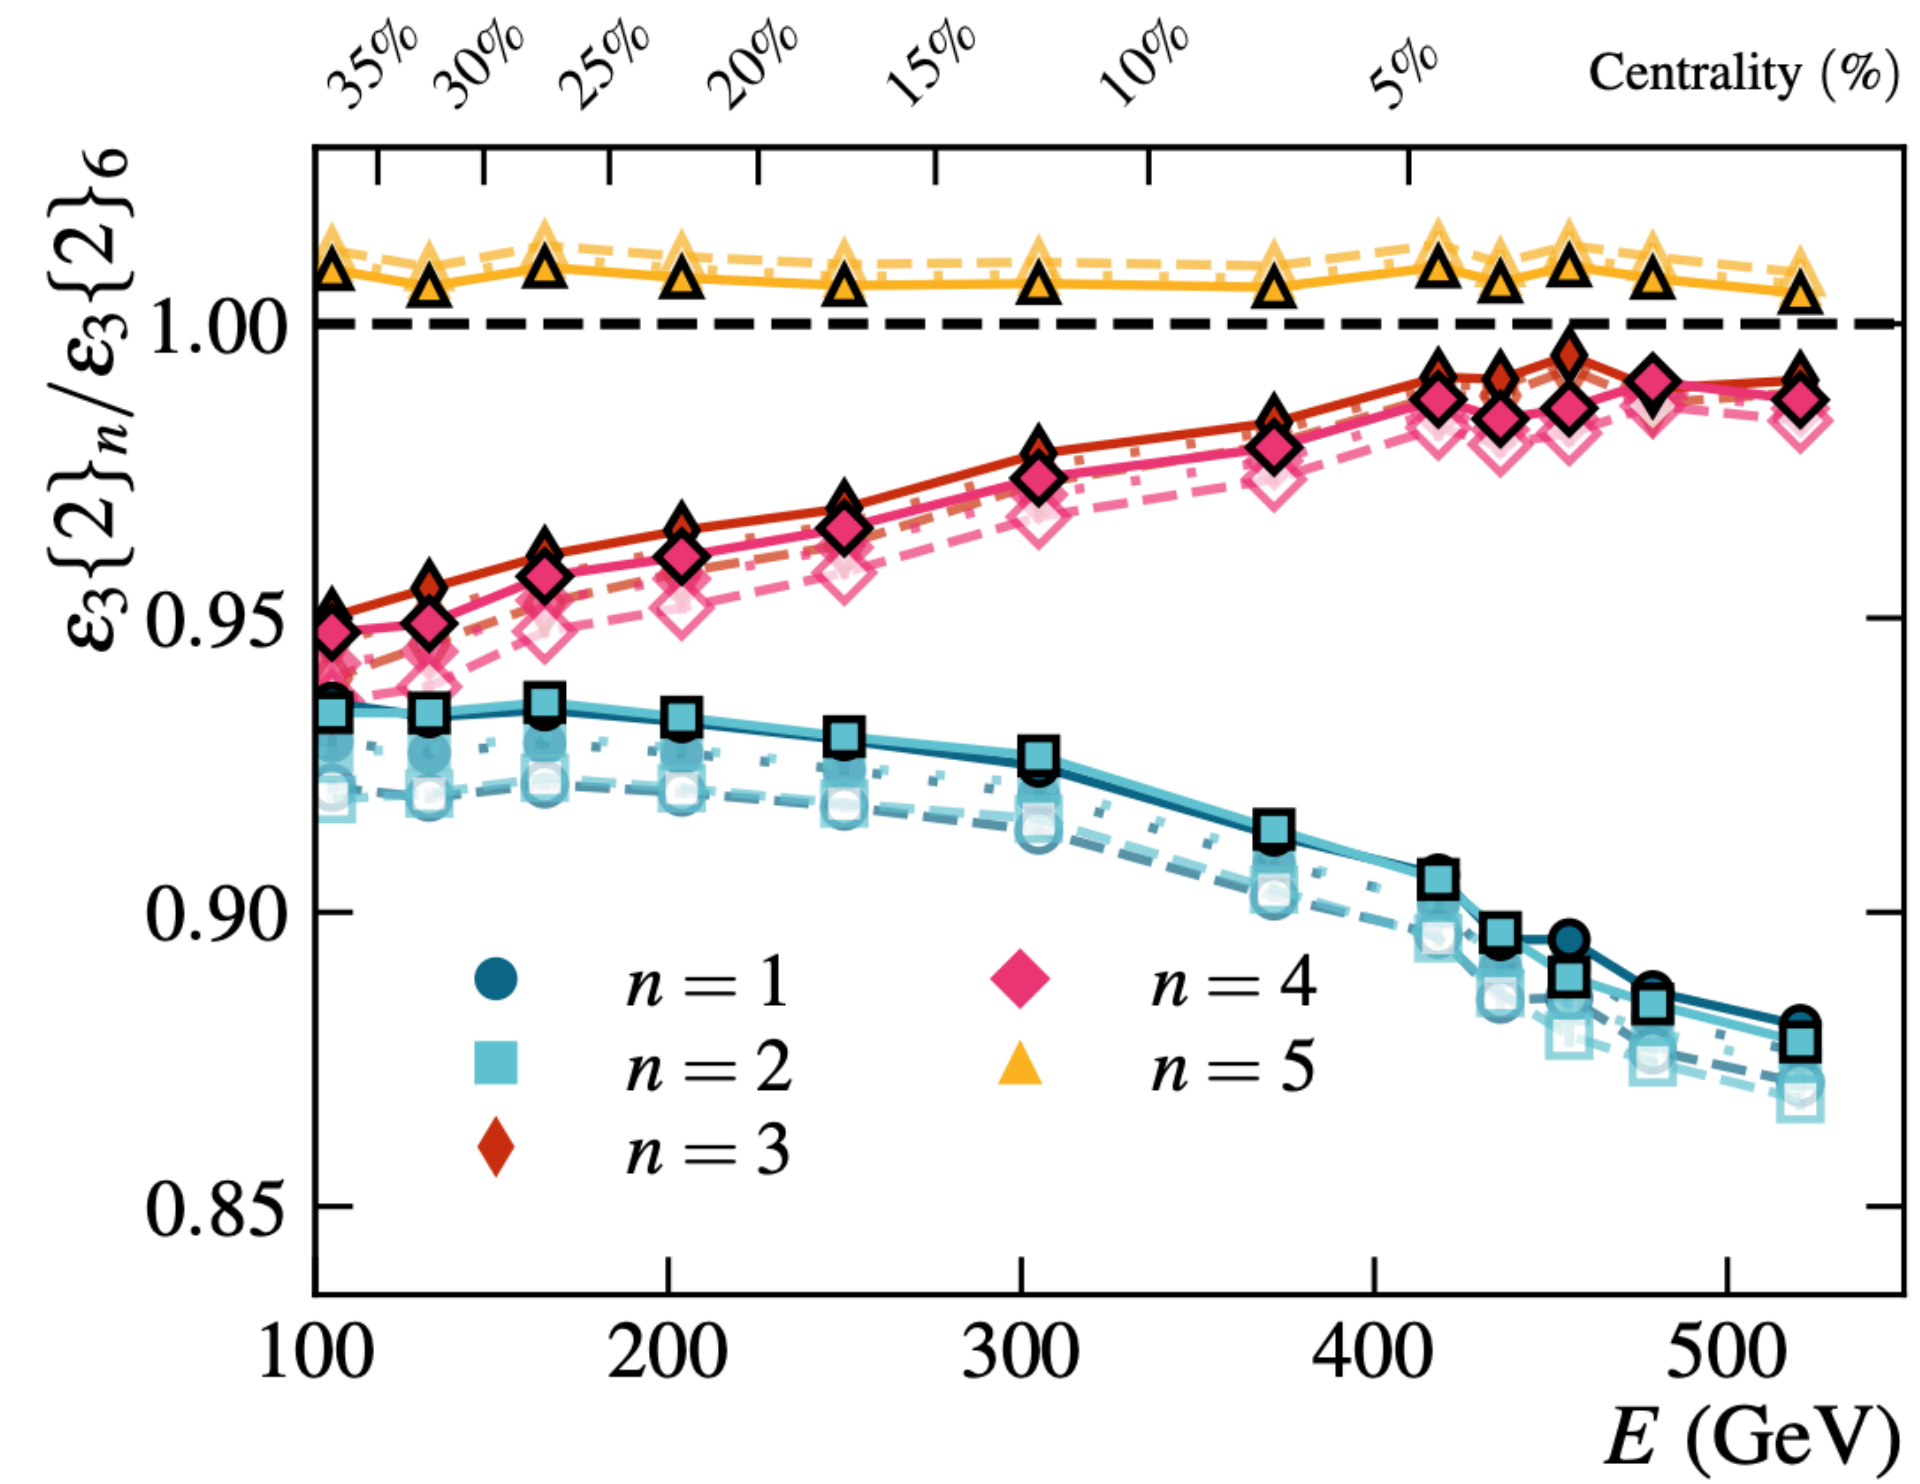 35% 30% 25% 20% 15% 10% 5% Centrality (%)
ε₃{2}ₙ/ε₃{2}₆
1.00
0.95
0.90
0.85
n = 1
n = 2
n = 3
n = 4
n = 5
100 200 300 400 500
E (GeV)